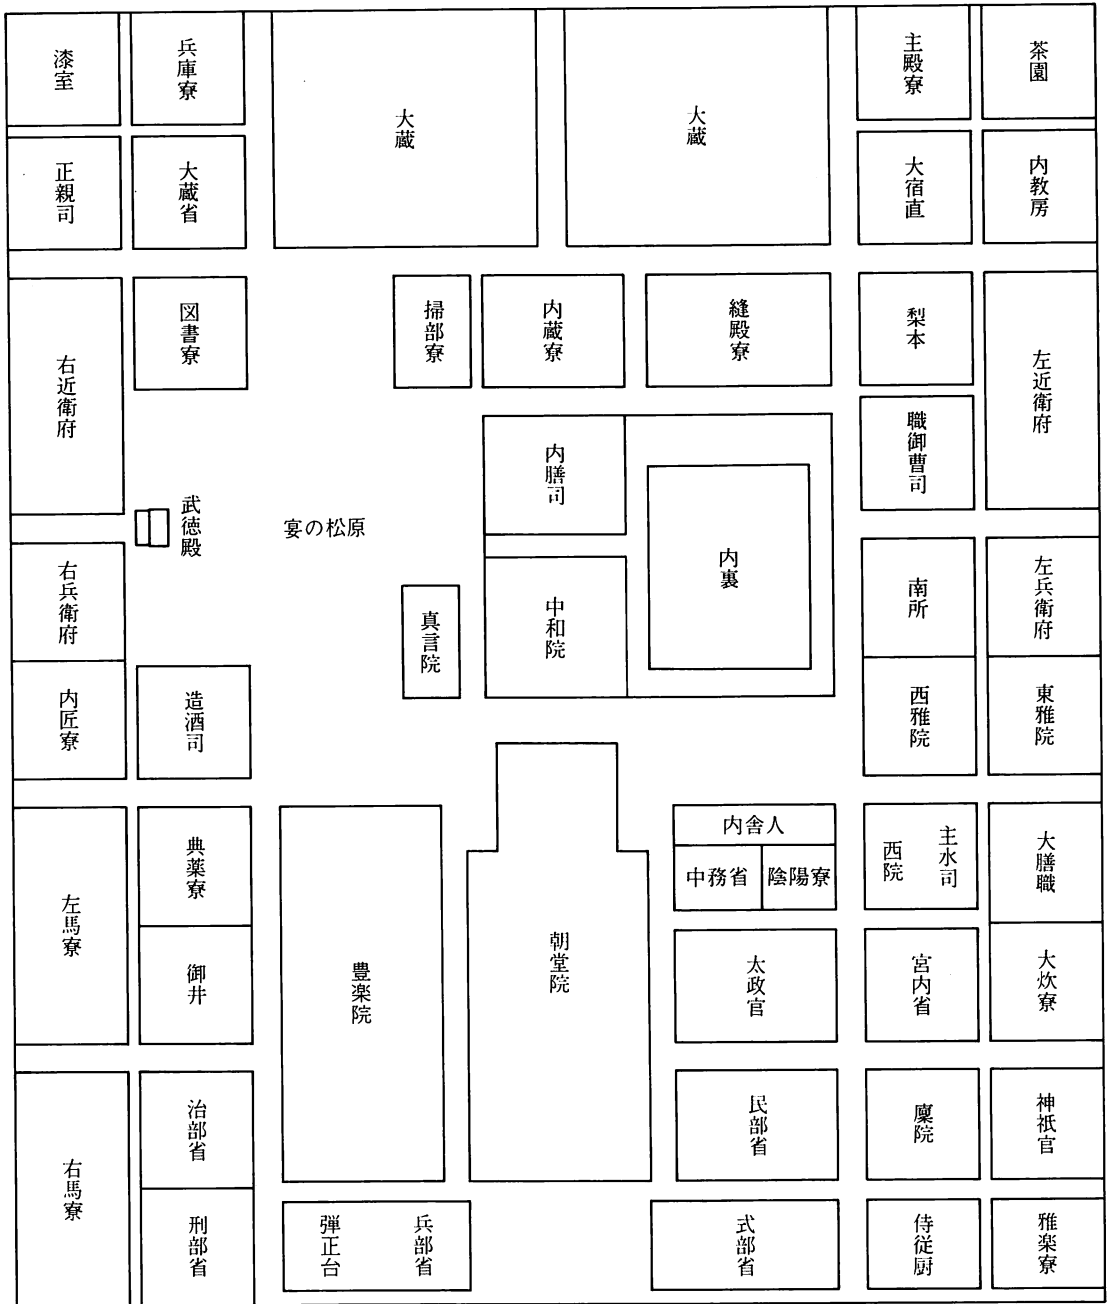 漆室
兵庫寮
大蔵
大蔵
主殿寮
茶園
正親司
大蔵省
大宿直
内教房
右近衛府
図書寮
掃部寮
内蔵寮
縫殿寮
梨本
左近衛府
職御曹司
内膳司
武徳殿
宴の松原
内裏
右兵衛府
真言院
中和院
南所
左兵衛府
内匠寮
造酒司
西雅院
東雅院
左馬寮
典薬寮
豊楽院
朝堂院
内舎人
中務省
陰陽寮
主水司
西院
大膳職
御井
太政官
宮内省
大炊寮
右馬寮
治部省
民部省
廩院
神祇官
刑部省
弾正台
兵部省
式部省
侍従厨
雅楽寮